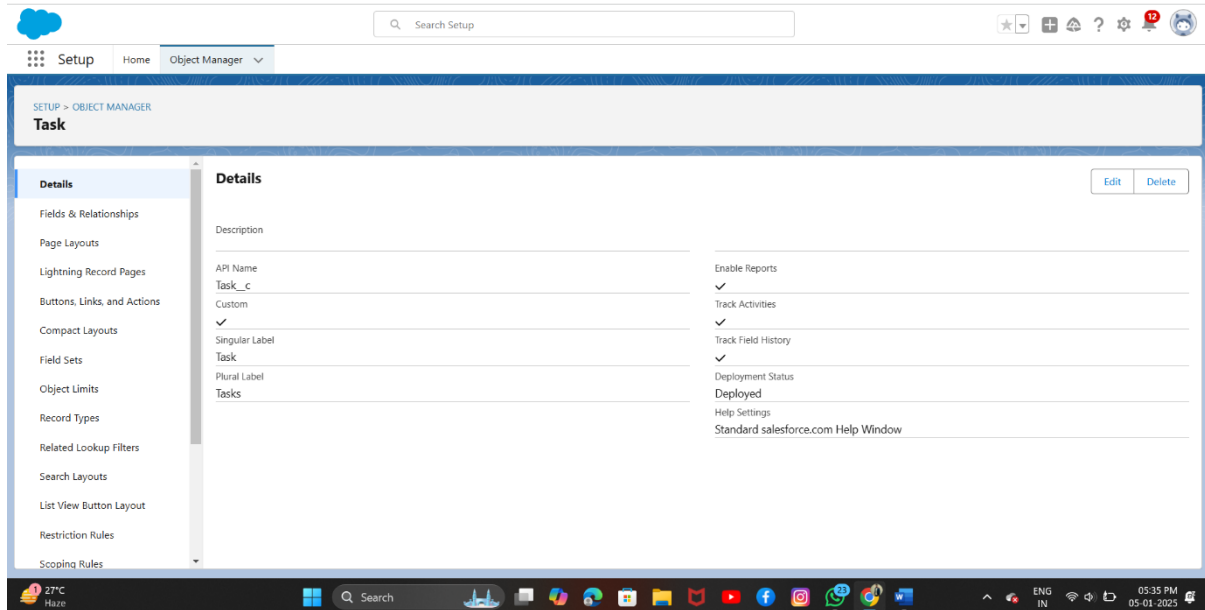 Search Setup
12
Setup
Home
Object Manager
SETUP > OBJECT MANAGER
Task
Details
Fields & Relationships
Page Layouts
Lightning Record Pages
Buttons, Links, and Actions
Compact Layouts
Field Sets
Object Limits
Record Types
Related Lookup Filters
Search Layouts
List View Button Layout
Restriction Rules
Scoping Rules
Details
Edit
Delete
Description
API Name
Task__c
Custom
Singular Label
Task
Plural Label
Tasks
Enable Reports
Track Activities
Track Field History
Deployment Status
Deployed
Help Settings
Standard salesforce.com Help Window
1
27°C
Haze
Search
23
ENG
IN
05:35 PM
05-01-2025